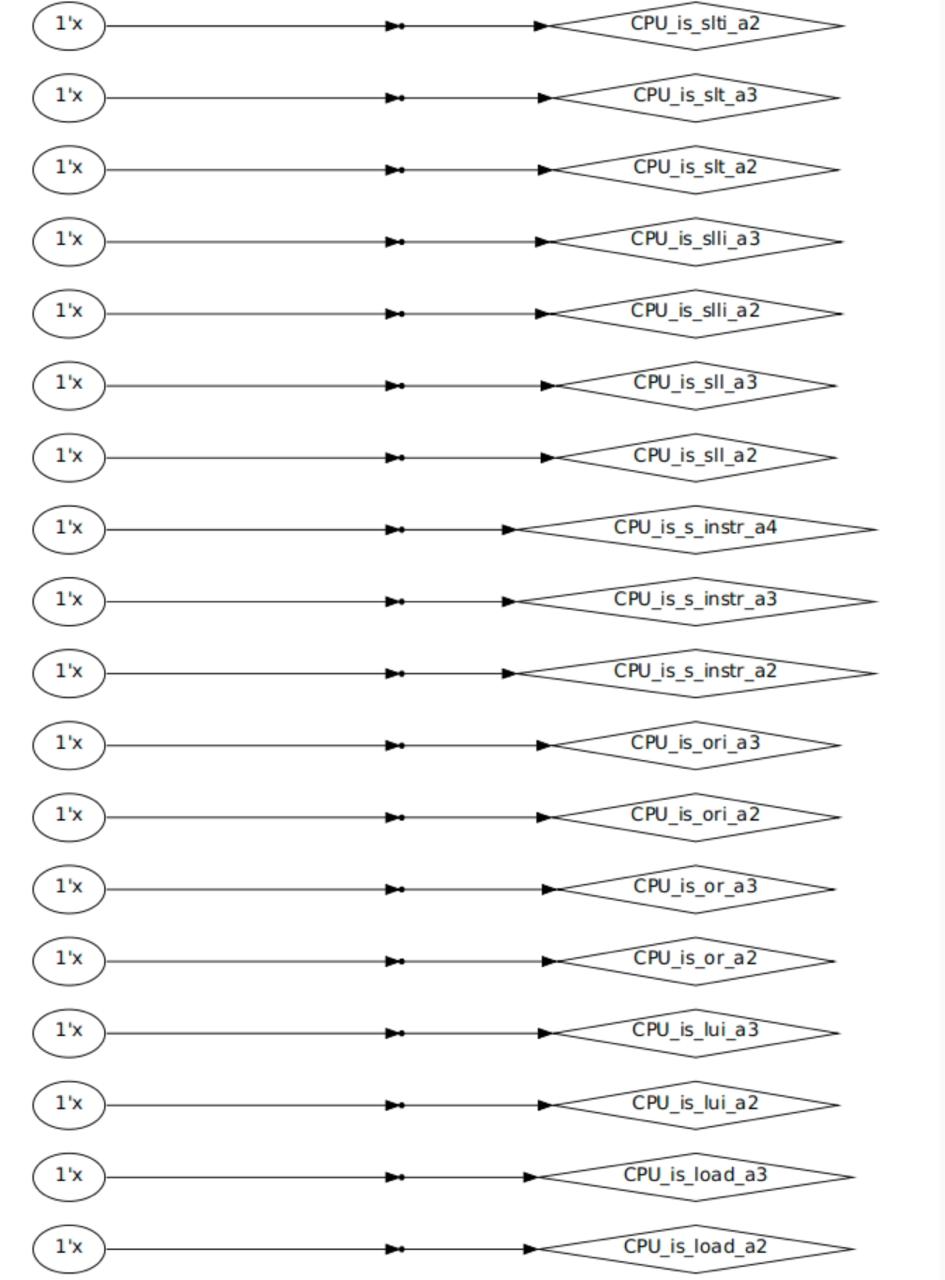 1'x CPU_is_slti_a2
1'x CPU_is_slt_a3
1'x CPU_is_slt_a2
1'x CPU_is_slli_a3
1'x CPU_is_slli_a2
1'x CPU_is_sll_a3
1'x CPU_is_sll_a2
1'x CPU_is_s_instr_a4
1'x CPU_is_s_instr_a3
1'x CPU_is_s_instr_a2
1'x CPU_is_ori_a3
1'x CPU_is_ori_a2
1'x CPU_is_or_a3
1'x CPU_is_or_a2
1'x CPU_is_lui_a3
1'x CPU_is_lui_a2
1'x CPU_is_load_a3
1'x CPU_is_load_a2